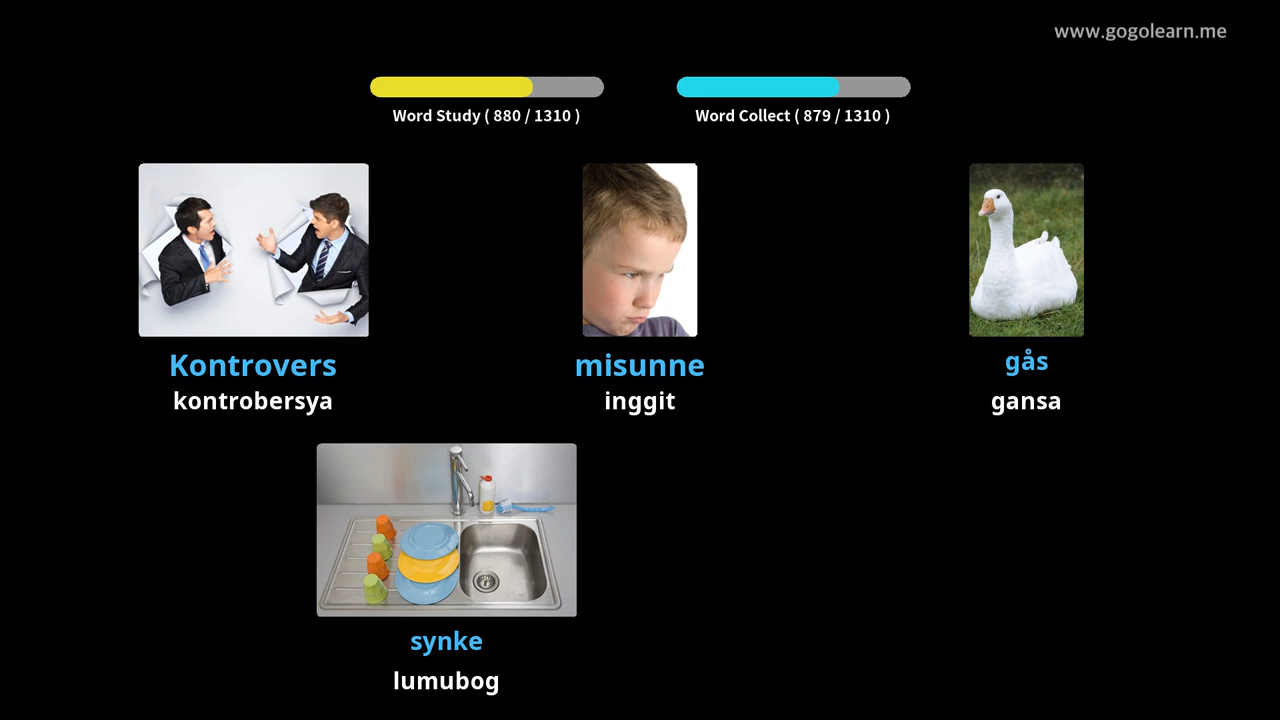 www.gogolearn.me
Word Study ( 880 / 1310 )
Word Collect ( 879 / 1310 )
Kontrovers
kontrobersya
misunne
inggit
gås
gansa
synke
lumubog